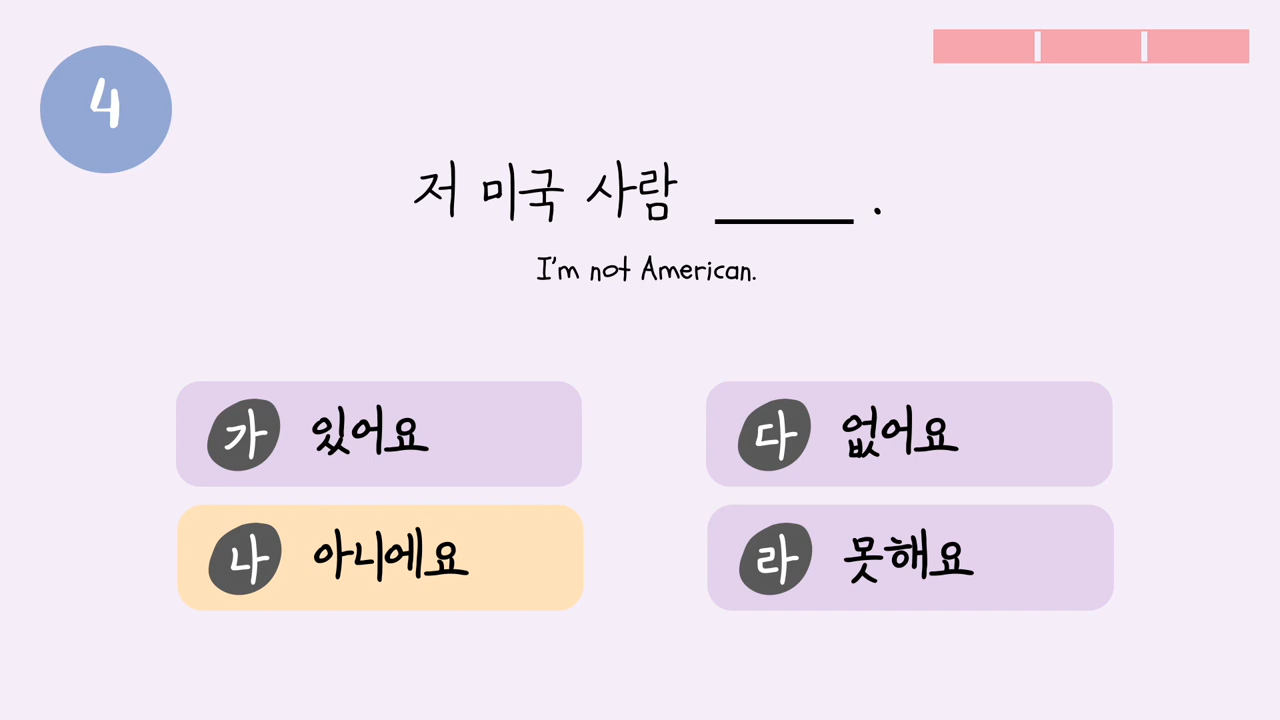 4
저 미국 사람 _____ .
I'm not American.
가 있어요
나 아니에요
다 없어요
라 못해요